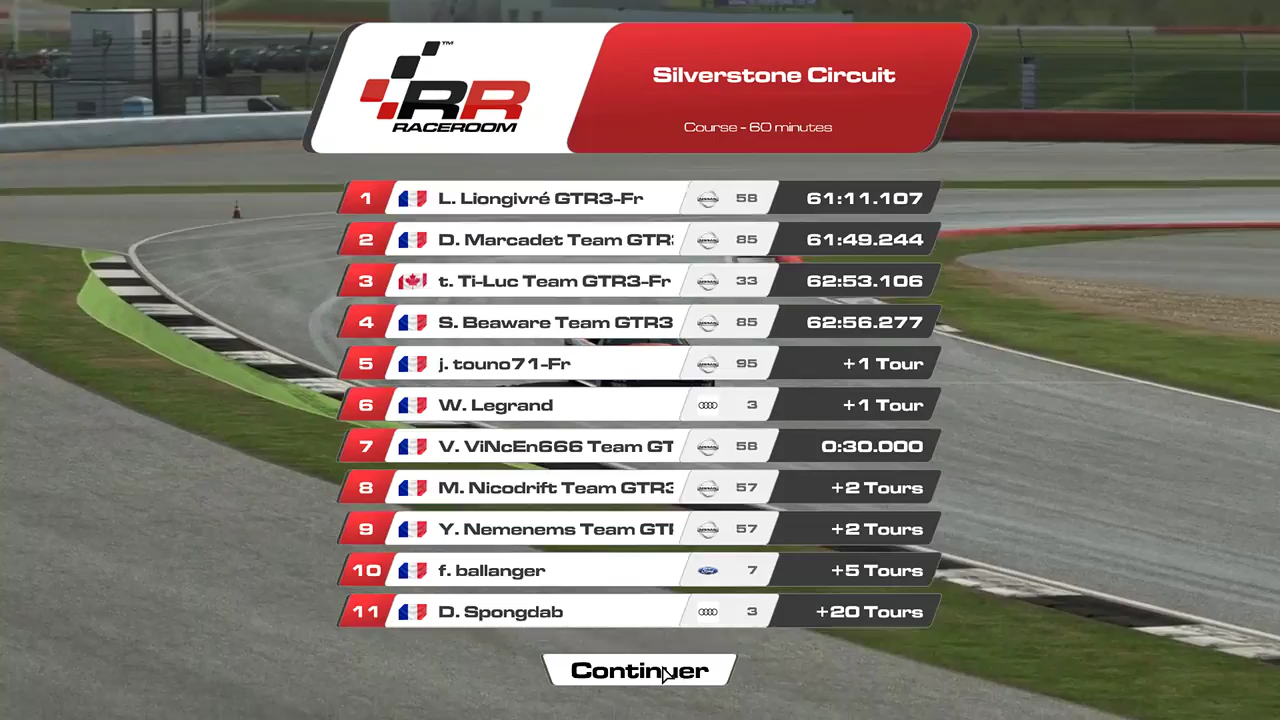 TM
RR
RACEROOM
Silverstone Circuit
Course - 60 minutes
1 L. Liongivré GTR3-Fr 58 61:11.107
2 D. Marcadet Team GTR 85 61:49.244
3 t. Ti-Luc Team GTR3-Fr 33 62:53.106
4 S. Beaware Team GTR3 85 62:56.277
5 j. touno71-Fr 95 +1 Tour
6 W. Legrand 3 +1 Tour
7 V. ViNcEn666 Team GT 58 0:30.000
8 M. Nicodrift Team GTR3 57 +2 Tours
9 Y. Nemenems Team GT 57 +2 Tours
10 f. ballanger Ford 7 +5 Tours
11 D. Spongdab 3 +20 Tours
Continuer